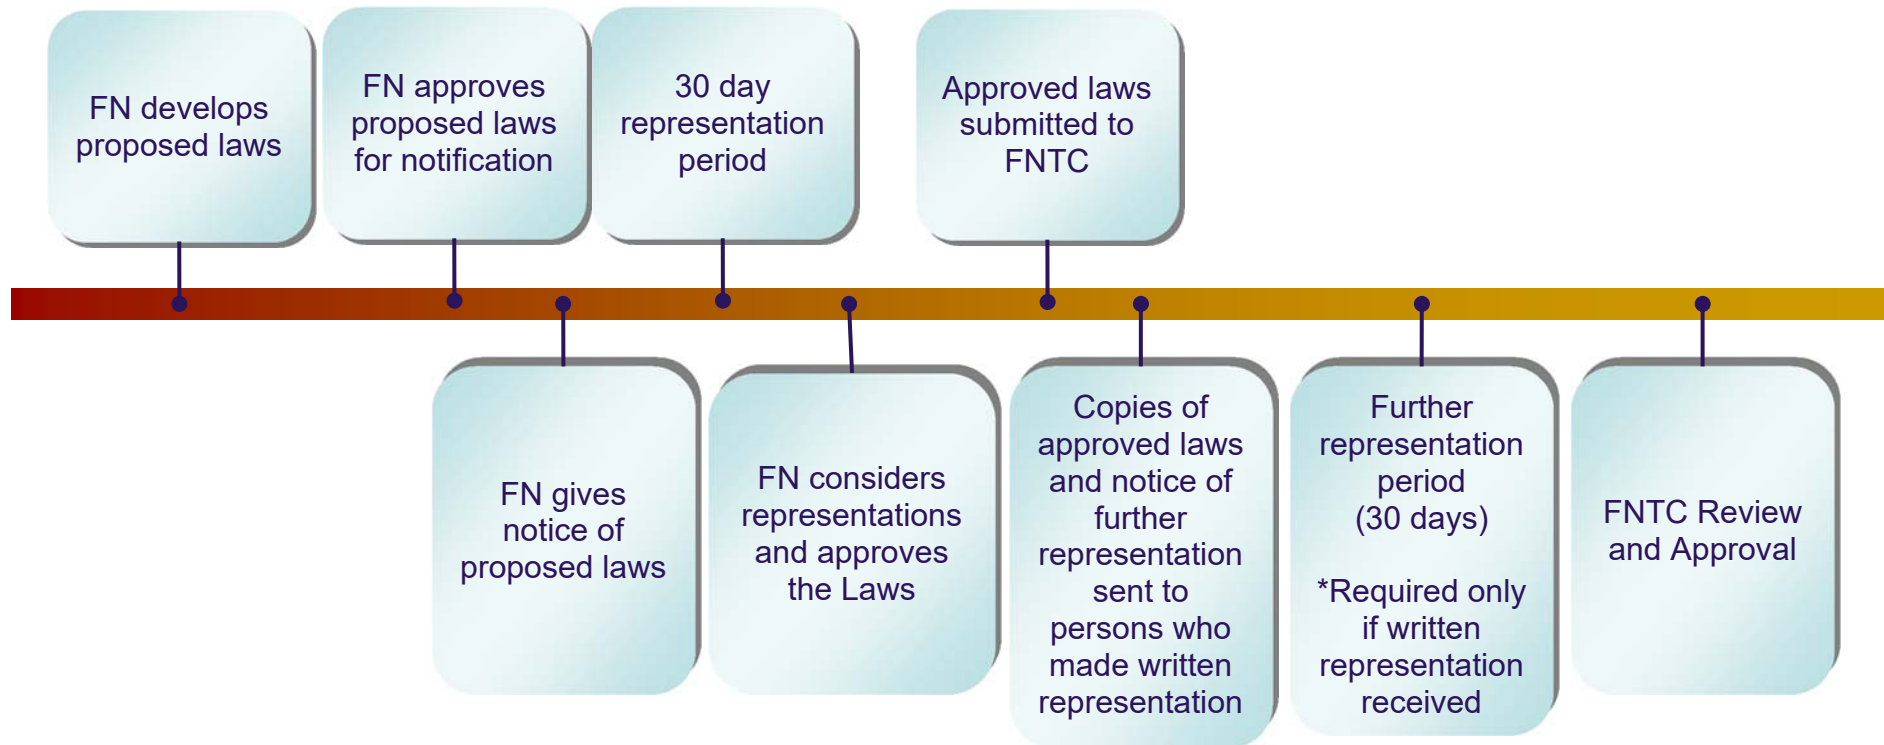 FN develops
proposed laws
FN approves
proposed laws
for notification
30 day
representation
period
Approved laws
submitted to
FNTC
FN gives
notice of
proposed laws
FN considers
representations
and approves
the Laws
Copies of
approved laws
and notice of
further
representation
sent to
persons who
made written
representation
Further
representation
period
(30 days)
*Required only
if written
representation
received
FNTC Review
and Approval